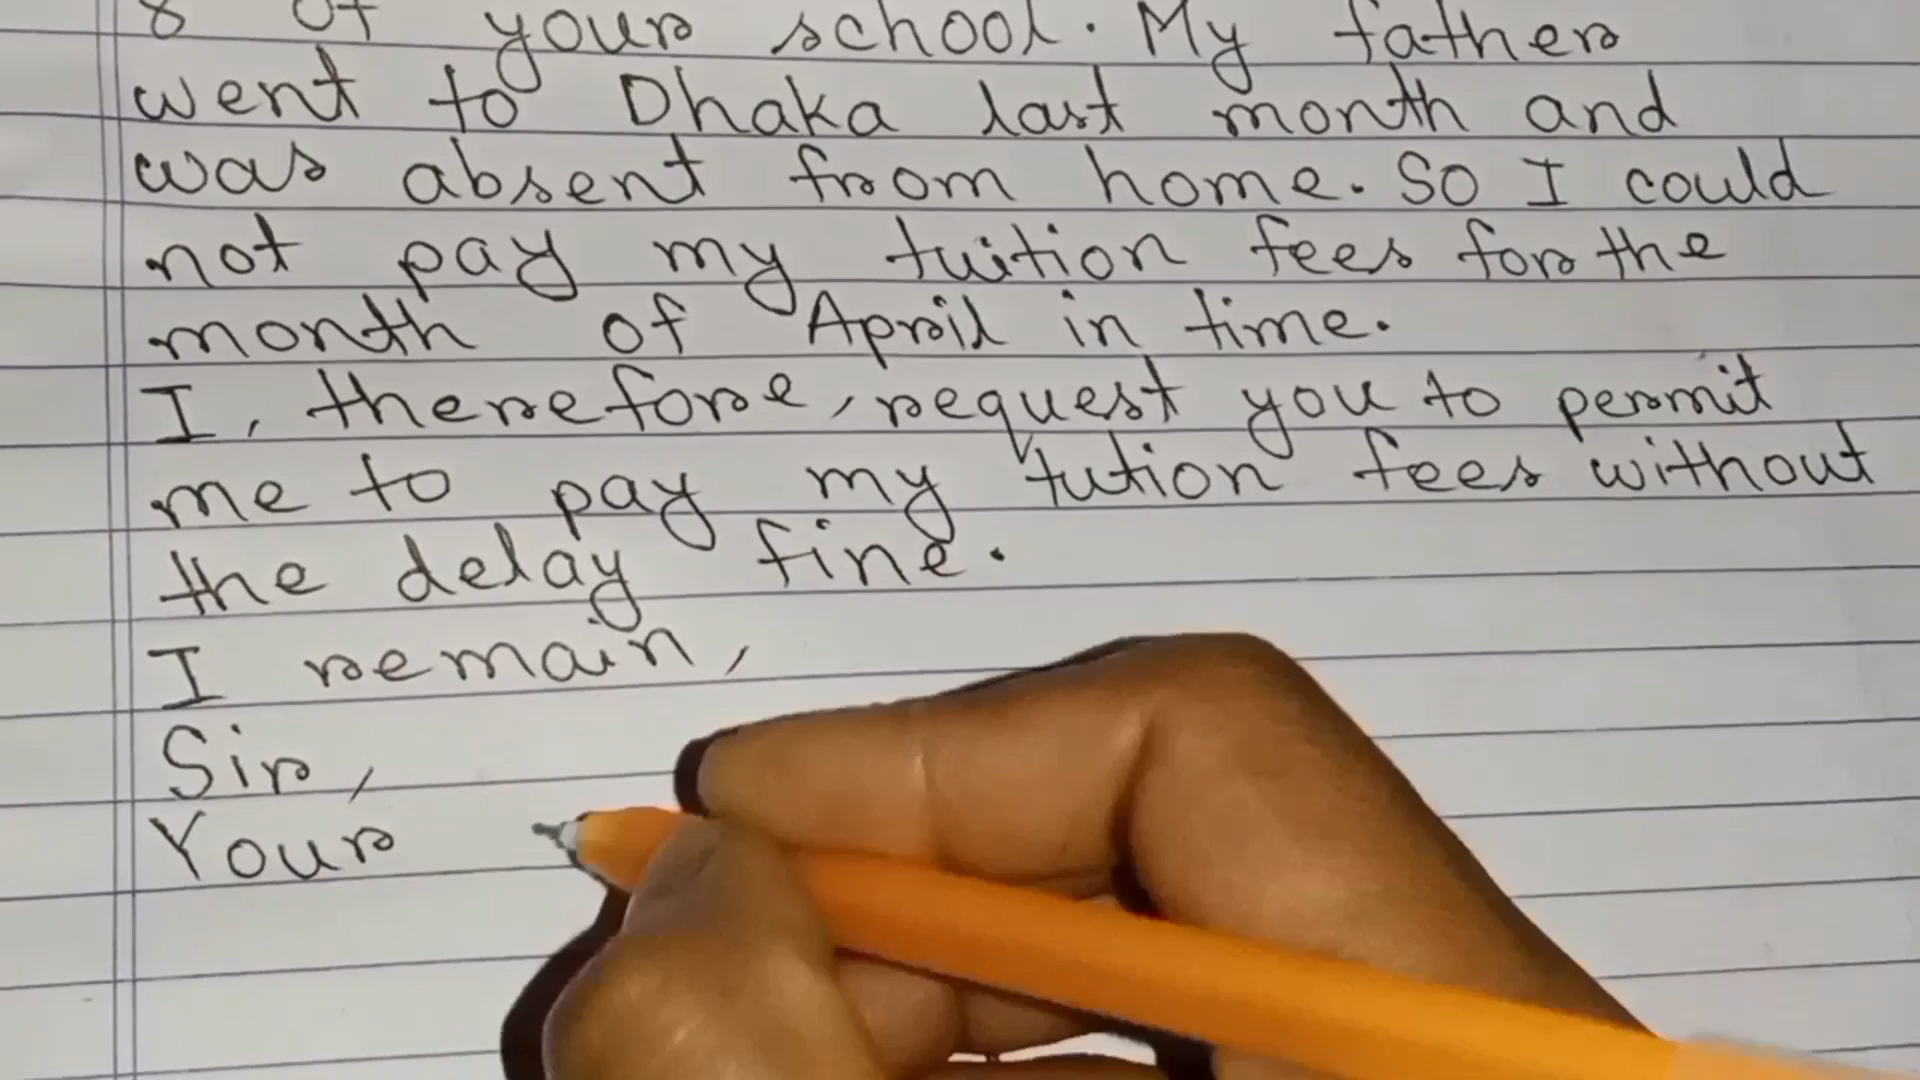 8 of your school. My father
went to Dhaka last month and
was absent from home. So I could
not pay my tuition fees for the
month of April in time.
I, therefore, request you to permit
me to pay my tution fees without
the delay fine.
I remain,
Sir,
Your